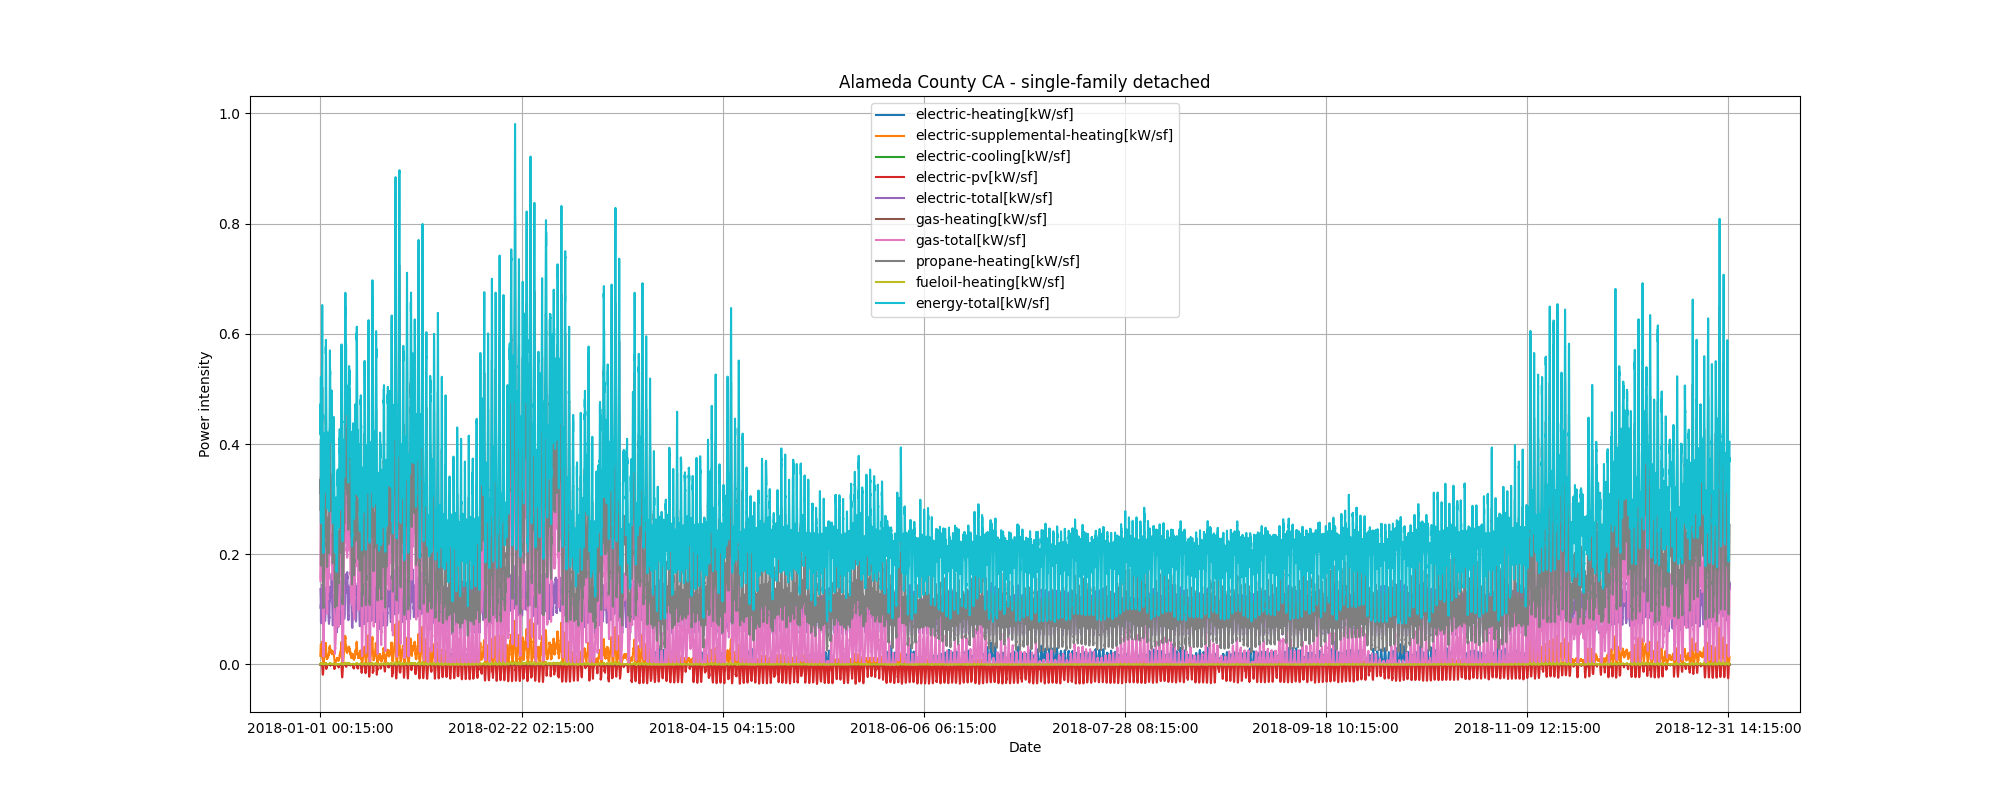 Alameda County CA - single-family detached
electric-heating[kW/sf]
electric-supplemental-heating[kW/sf]
electric-cooling[kW/sf]
electric-pv[kW/sf]
electric-total[kW/sf]
gas-heating[kW/sf]
gas-total[kW/sf]
propane-heating[kW/sf]
fueloil-heating[kW/sf]
energy-total[kW/sf]
Power intensity
1.0
0.8
0.6
0.4
0.2
0.0
2018-01-01 00:15:00
2018-02-22 02:15:00
2018-04-15 04:15:00
2018-06-06 06:15:00
2018-07-28 08:15:00
2018-09-18 10:15:00
2018-11-09 12:15:00
2018-12-31 14:15:00
Date